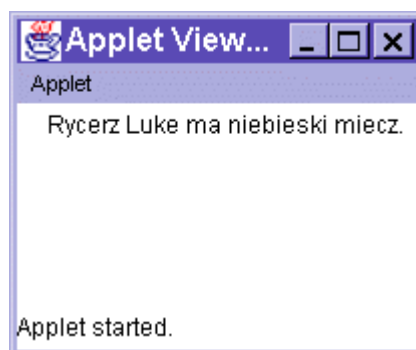 Applet View...
Applet
Rycerz Luke ma niebieski miecz.
Applet started.